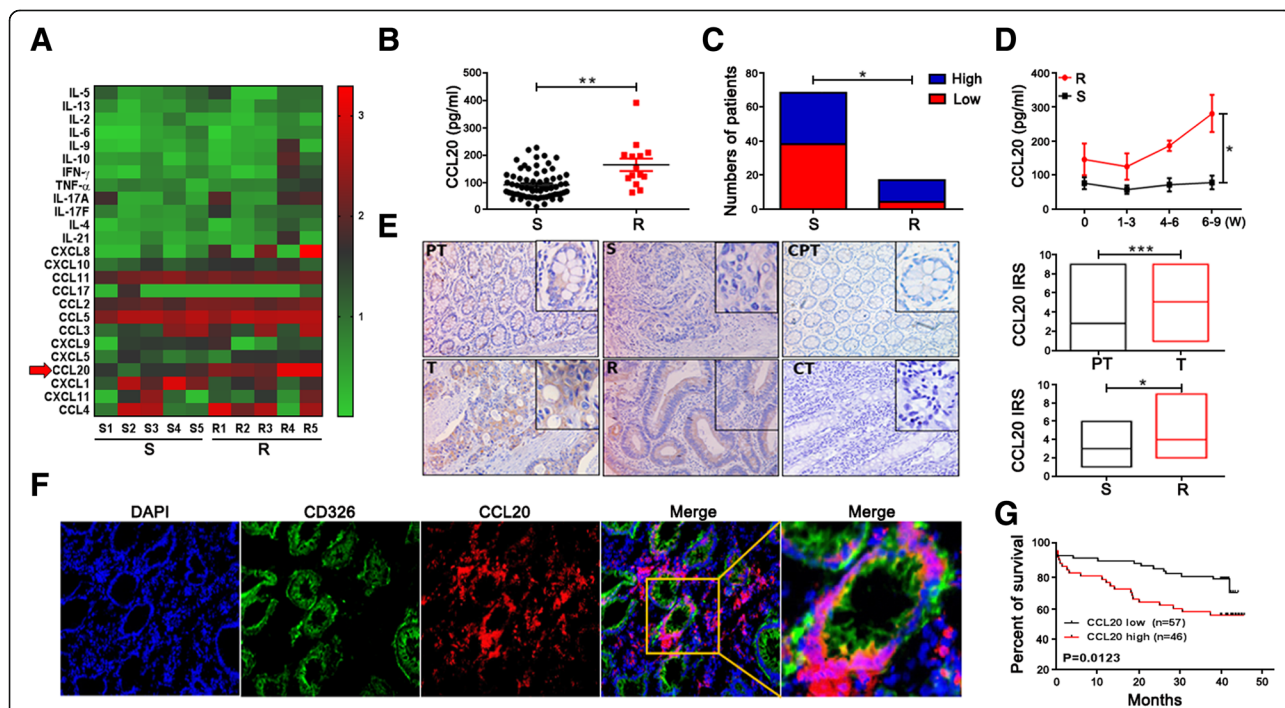 A
IL-5
IL-13
IL-2
IL-6
IL-9
IL-10
IFN-γ
TNF-α
IL-17A
IL-17F
IL-4
IL-21
CXCL8
CXCL10
CCL11
CCL17
CCL2
CCL5
CCL3
CXCL9
CXCL5
CCL20
CXCL1
CXCL11
CCL4
S1 S2 S3 S4 S5 R1 R2 R3 R4 R5
S R
3
2
1
B
CCL20 (pg/ml)
500
400
300
200
100
0
**
S R
C
Numbers of patients
80
60
40
20
0
*
High
Low
S R
D
CCL20 (pg/ml)
400
300
200
100
0
R
S
*
0 1-3 4-6 6-9 (W)
E
PT S CPT
T R CT
CCL20 IRS
10
8
6
4
2
0
***
PT T
CCL20 IRS
10
8
6
4
2
0
*
S R
F
DAPI CD326 CCL20 Merge Merge
G
Percent of survival
100
80
60
40
20
CCL20 low (n=57)
CCL20 high (n=46)
P=0.0123
0 10 20 30 40 50
Months